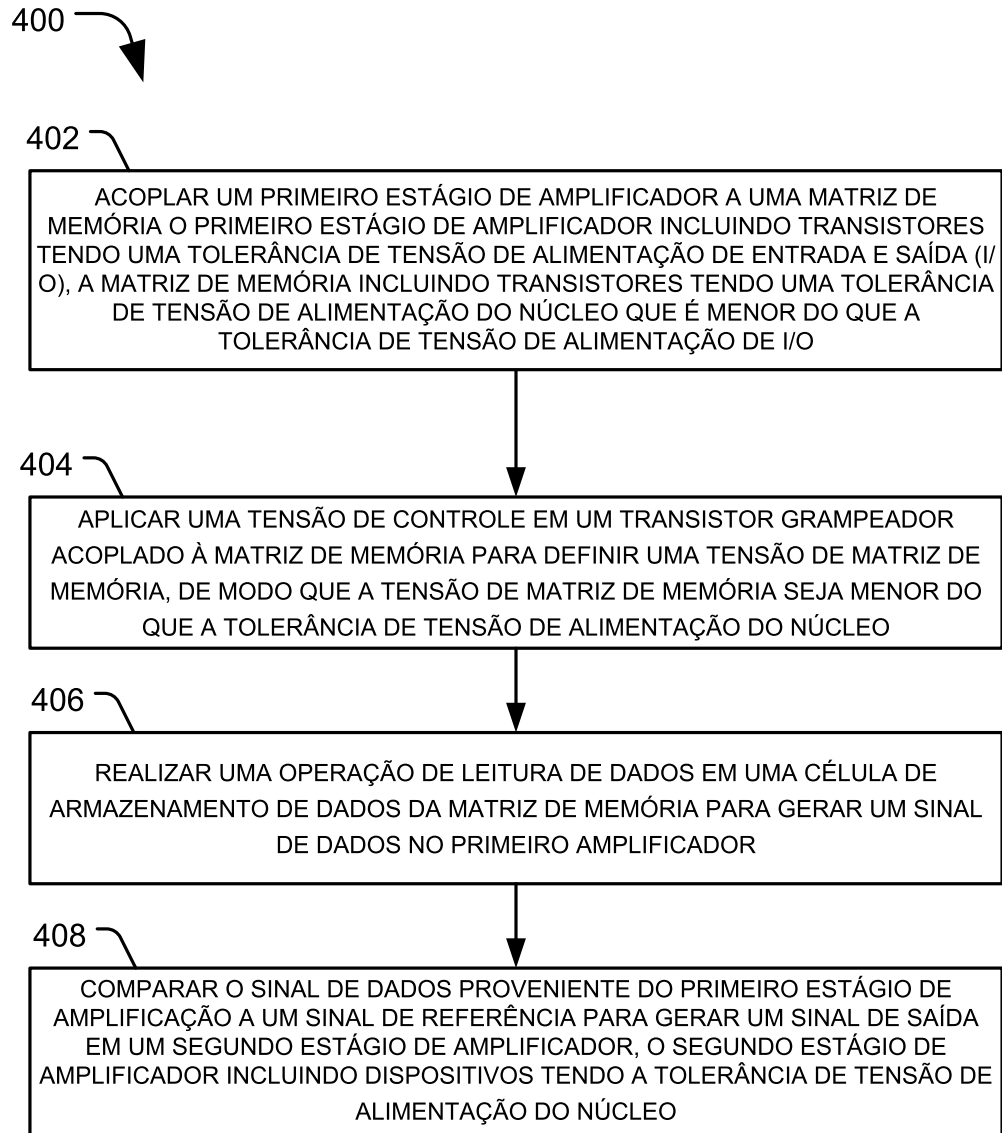 400
402
ACOPLAR UM PRIMEIRO ESTÁGIO DE AMPLIFICADOR A UMA MATRIZ DE
MEMÓRIA O PRIMEIRO ESTÁGIO DE AMPLIFICADOR INCLUINDO TRANSISTORES
TENDO UMA TOLERÂNCIA DE TENSÃO DE ALIMENTAÇÃO DE ENTRADA E SAÍDA (I/
O), A MATRIZ DE MEMÓRIA INCLUINDO TRANSISTORES TENDO UMA TOLERÂNCIA
DE TENSÃO DE ALIMENTAÇÃO DO NÚCLEO QUE É MENOR DO QUE A
TOLERÂNCIA DE TENSÃO DE ALIMENTAÇÃO DE I/O
404
APLICAR UMA TENSÃO DE CONTROLE EM UM TRANSISTOR GRAMPEADOR
ACOPLADO À MATRIZ DE MEMÓRIA PARA DEFINIR UMA TENSÃO DE MATRIZ DE
MEMÓRIA, DE MODO QUE A TENSÃO DE MATRIZ DE MEMÓRIA SEJA MENOR DO
QUE A TOLERÂNCIA DE TENSÃO DE ALIMENTAÇÃO DO NÚCLEO
406
REALIZAR UMA OPERAÇÃO DE LEITURA DE DADOS EM UMA CÉLULA DE
ARMAZENAMENTO DE DADOS DA MATRIZ DE MEMÓRIA PARA GERAR UM SINAL
DE DADOS NO PRIMEIRO AMPLIFICADOR
408
COMPARAR O SINAL DE DADOS PROVENIENTE DO PRIMEIRO ESTÁGIO DE
AMPLIFICAÇÃO A UM SINAL DE REFERÊNCIA PARA GERAR UM SINAL DE SAÍDA
EM UM SEGUNDO ESTÁGIO DE AMPLIFICADOR, O SEGUNDO ESTÁGIO DE
AMPLIFICADOR INCLUINDO DISPOSITIVOS TENDO A TOLERÂNCIA DE TENSÃO DE
ALIMENTAÇÃO DO NÚCLEO